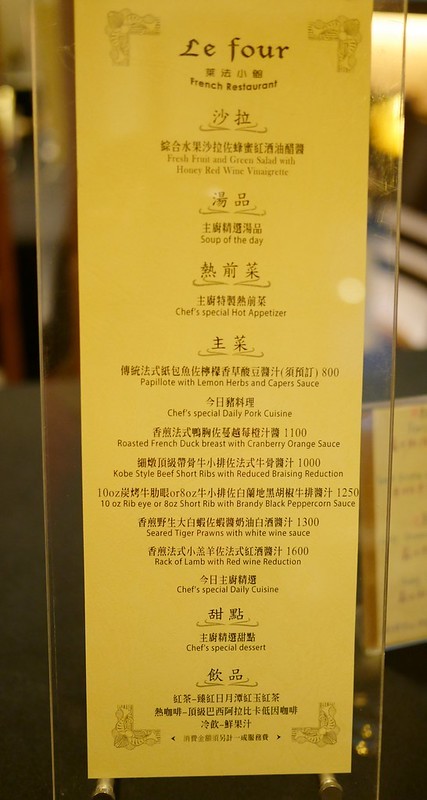 Le four
萊法小館
French Restaurant
沙拉
綜合水果沙拉佐蜂蜜紅酒油醋醬
Fresh Fruit and Green Salad with
Honey Red Wine Vinaigrette
湯品
主廚精選湯品
Soup of the day
熱前菜
主廚特製熱前菜
Chef's special Hot Appetizer
主菜
傳統法式紙包魚佐檸檬香草酸豆醬汁(須預訂) 800
Papillote with Lemon Herbs and Capers Sauce
今日豬料理
Chef's special Daily Pork Cuisine
香煎法式鴨胸佐蔓越莓橙汁醬 1100
Roasted French Duck breast with Cranberry Orange Sauce
細燉頂級帶骨牛小排佐法式牛骨醬汁 1000
Kobe Style Beef Short Ribs with Reduced Braising Reduction
10oz炭烤牛肋眼or8oz牛小排佐白蘭地黑胡椒牛排醬汁 1250
10 oz Rib eye or 8oz Short Rib with Brandy Black Peppercorn Sauce
香煎野生大白蝦佐蝦醬奶油白酒醬汁 1300
Seared Tiger Prawns with white wine sauce
香煎法式小羔羊佐法式紅酒醬汁 1600
Rack of Lamb with Red wine Reduction
今日主廚精選
Chef's special Daily Cuisine
甜點
主廚精選甜點
Chef's special dessert
飲品
紅茶–臻紅日月潭紅玉紅茶
熱咖啡–頂級巴西阿拉比卡低因咖啡
冷飲–鮮果汁
消費金額須另計一成服務費